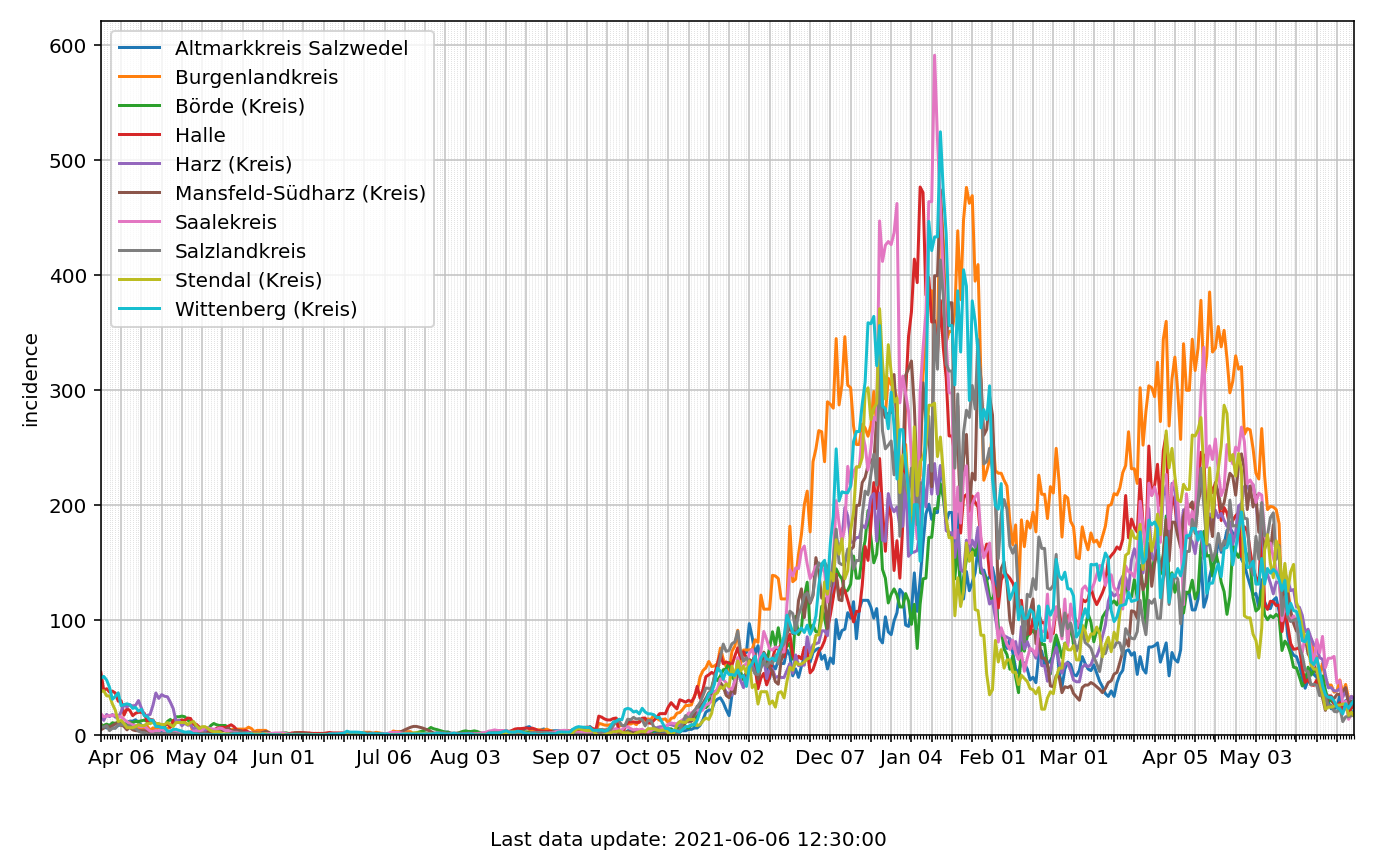 600
500
400
300
200
100
0
incidence
Altmarkkreis Salzwedel
Burgenlandkreis
Börde (Kreis)
Halle
Harz (Kreis)
Mansfeld-Südharz (Kreis)
Saalekreis
Salzlandkreis
Stendal (Kreis)
Wittenberg (Kreis)
Apr 06 May 04 Jun 01 Jul 06 Aug 03 Sep 07 Oct 05 Nov 02 Dec 07 Jan 04 Feb 01 Mar 01 Apr 05 May 03
Last data update: 2021-06-06 12:30:00